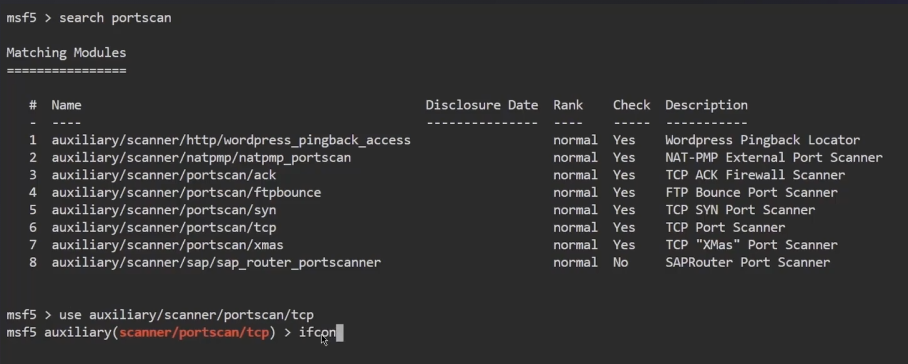 msf5 > search portscan
Matching Modules
================
# Name Disclosure Date Rank Check Description
- ---- --------------- ---- ----- -----------
1 auxiliary/scanner/http/wordpress_pingback_access normal Yes Wordpress Pingback Locator
2 auxiliary/scanner/natpmp/natpmp_portscan normal Yes NAT-PMP External Port Scanner
3 auxiliary/scanner/portscan/ack normal Yes TCP ACK Firewall Scanner
4 auxiliary/scanner/portscan/ftpbounce normal Yes FTP Bounce Port Scanner
5 auxiliary/scanner/portscan/syn normal Yes TCP SYN Port Scanner
6 auxiliary/scanner/portscan/tcp normal Yes TCP Port Scanner
7 auxiliary/scanner/portscan/xmas normal Yes TCP "XMas" Port Scanner
8 auxiliary/scanner/sap/sap_router_portscanner normal No SAPRouter Port Scanner
msf5 > use auxiliary/scanner/portscan/tcp
msf5 auxiliary(scanner/portscan/tcp) > ifcon